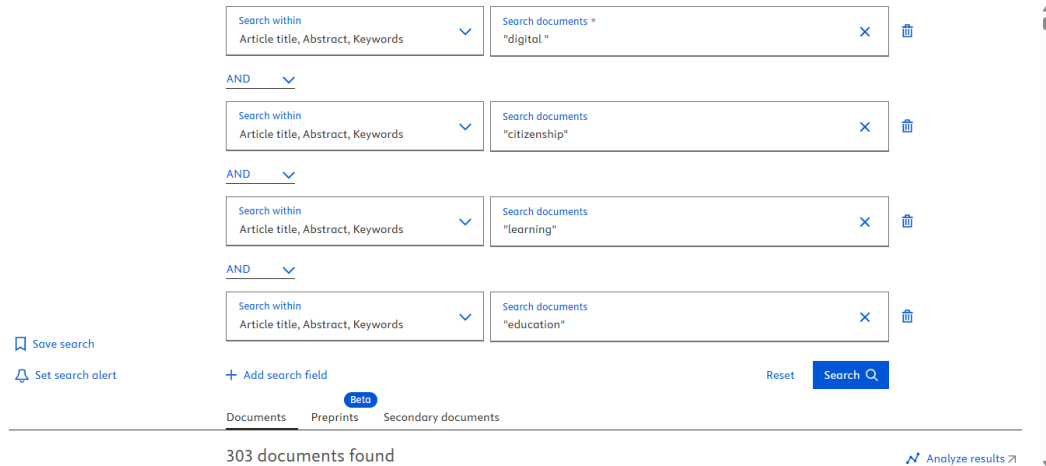 Search within
Article title, Abstract, Keywords
Search documents *
"digital "
AND
Search within
Article title, Abstract, Keywords
Search documents
"citizenship"
AND
Search within
Article title, Abstract, Keywords
Search documents
"learning"
AND
Search within
Article title, Abstract, Keywords
Search documents
"education"
Save search
Set search alert
+ Add search field
Reset
Search
Beta
Documents
Preprints
Secondary documents
303 documents found
Analyze results